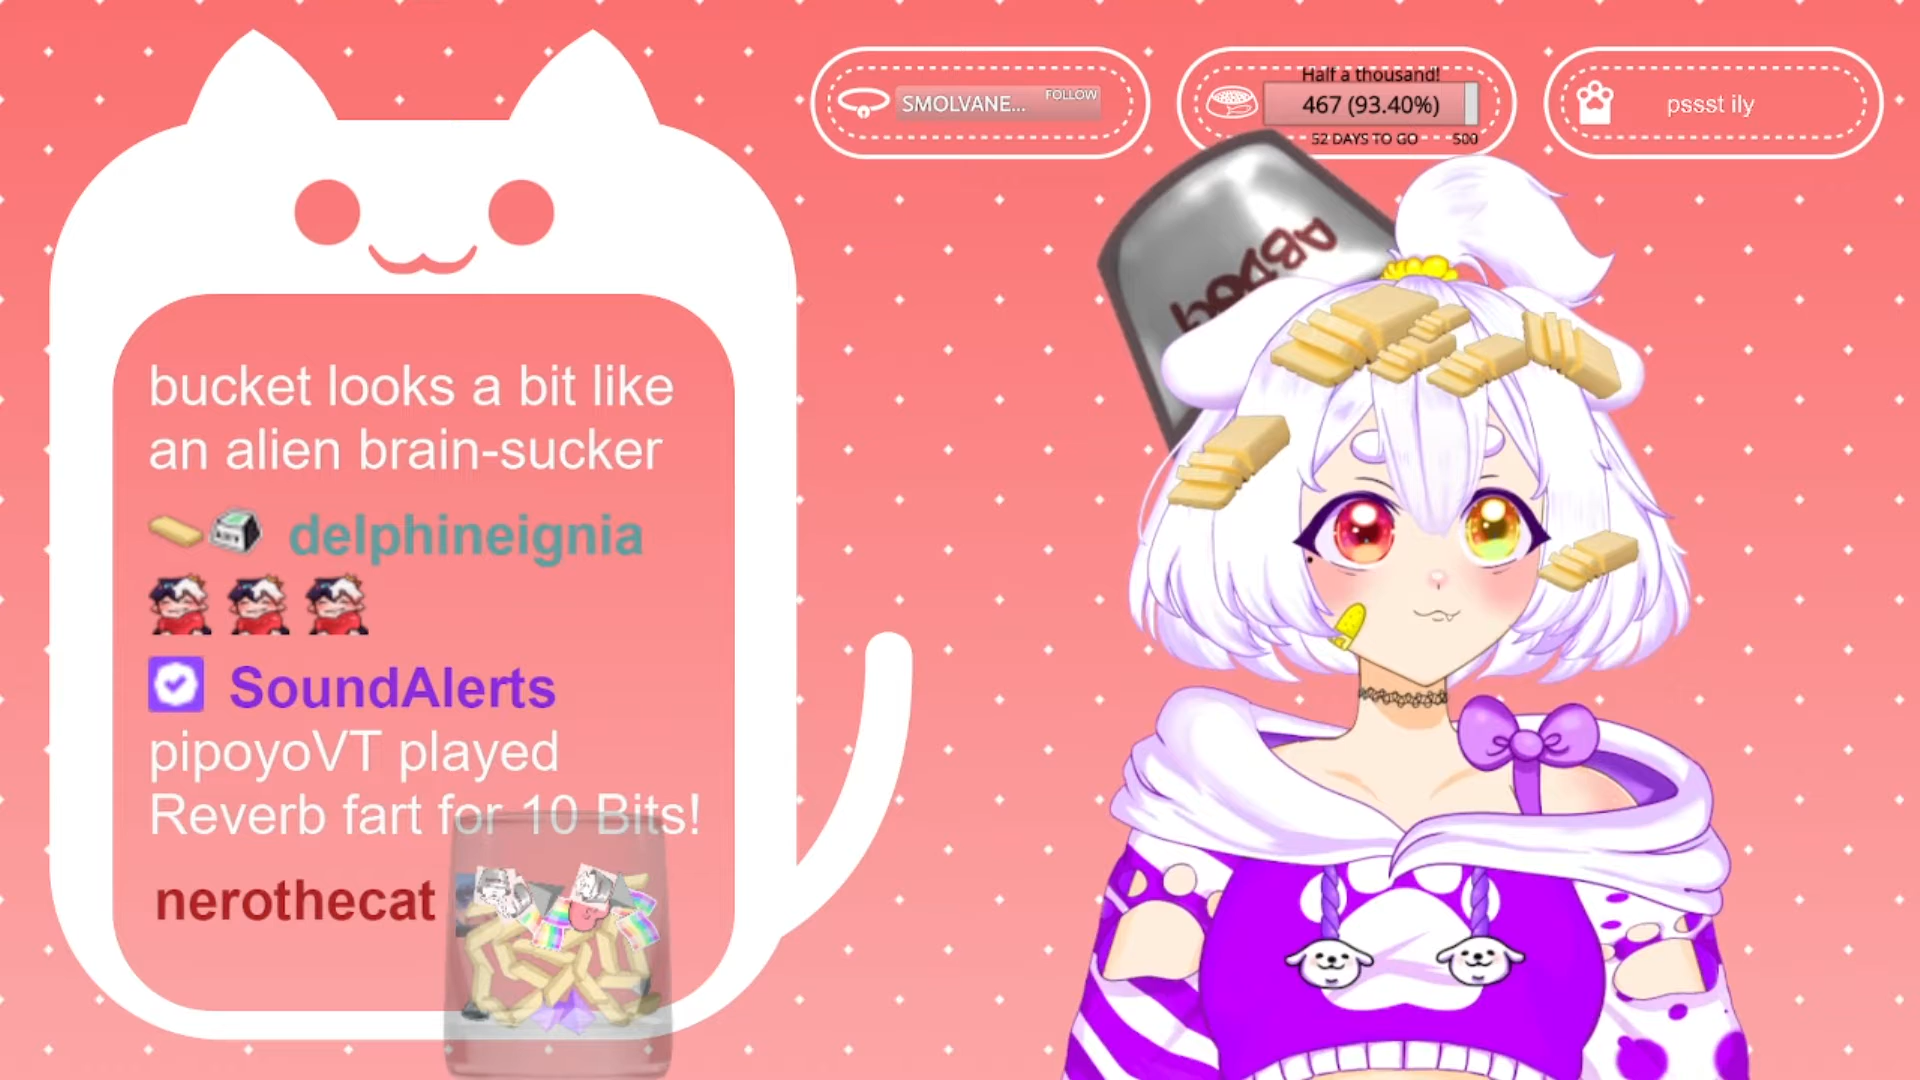 SMOLVANE...
FOLLOW
Half a thousand!
467 (93.40%)
52 DAYS TO GO
500
pssst ily
bucket looks a bit like
an alien brain-sucker
delphineignia
SoundAlerts
pipoyoVT played
Reverb fart for 10 Bits!
nerothecat